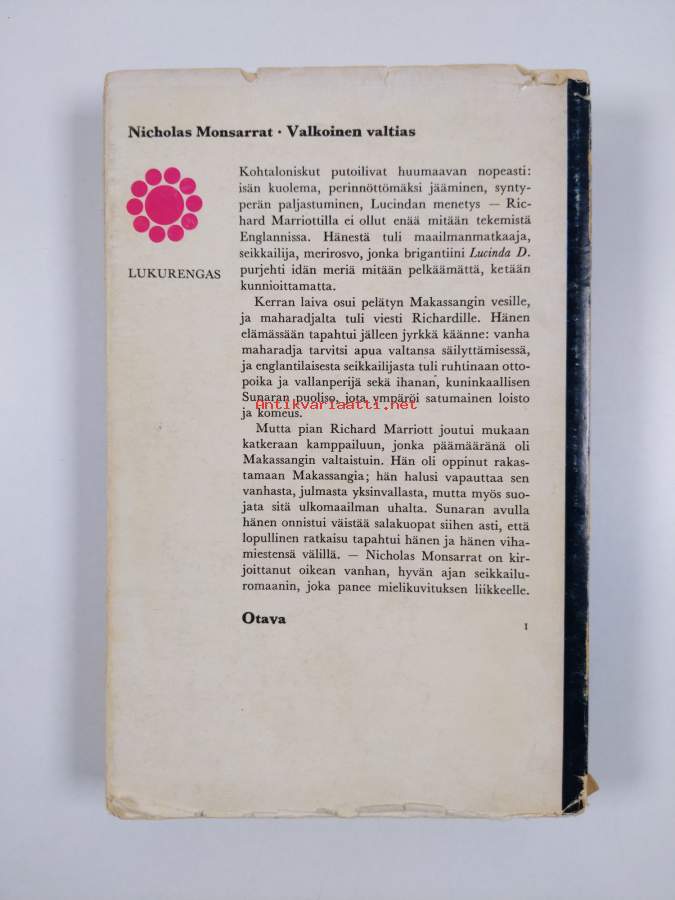 Nicholas Monsarrat · Valkoinen valtias
LUKURENGAS
Kohtaloniskut putoilivat huumaavan nopeasti:
isän kuolema, perinnöttömäksi jääminen, synty-
perän paljastuminen, Lucindan menetys — Ric-
hard Marriottilla ei ollut enää mitään tekemistä
Englannissa. Hänestä tuli maailmanmatkaaja,
seikkailija, merirosvo, jonka brigantiini Lucinda D.
purjehti idän meriä mitään pelkäämättä, ketään
kunnioittamatta.
Kerran laiva osui pelätyn Makassangin vesille,
ja maharadjalta tuli viesti Richardille. Hänen
elämässään tapahtui jälleen jyrkkä käänne: vanha
maharadja tarvitsi apua valtansa säilyttämisessä,
ja englantilaisesta seikkailijasta tuli ruhtinaan otto-
poika ja vallanperijä sekä ihanan, kuninkaallisen
Sunaran puoliso, jota ympäröi satumainen loisto
ja komeus.
Antikvariaatti.net
Mutta pian Richard Marriott joutui mukaan
katkeraan kamppailuun, jonka päämääränä oli
Makassangin valtaistuin. Hän oli oppinut rakas-
tamaan Makassangia; hän halusi vapauttaa sen
vanhasta, julmasta yksinvallasta, mutta myös suo-
jata sitä ulkomaailman uhalta. Sunaran avulla
hänen onnistui väistää salakuopat siihen asti, että
lopullinen ratkaisu tapahtui hänen ja hänen viha-
miestensä välillä. — Nicholas Monsarrat on kir-
joittanut oikean vanhan, hyvän ajan seikkailu-
romaanin, joka panee mielikuvituksen liikkeelle.
Otava
1